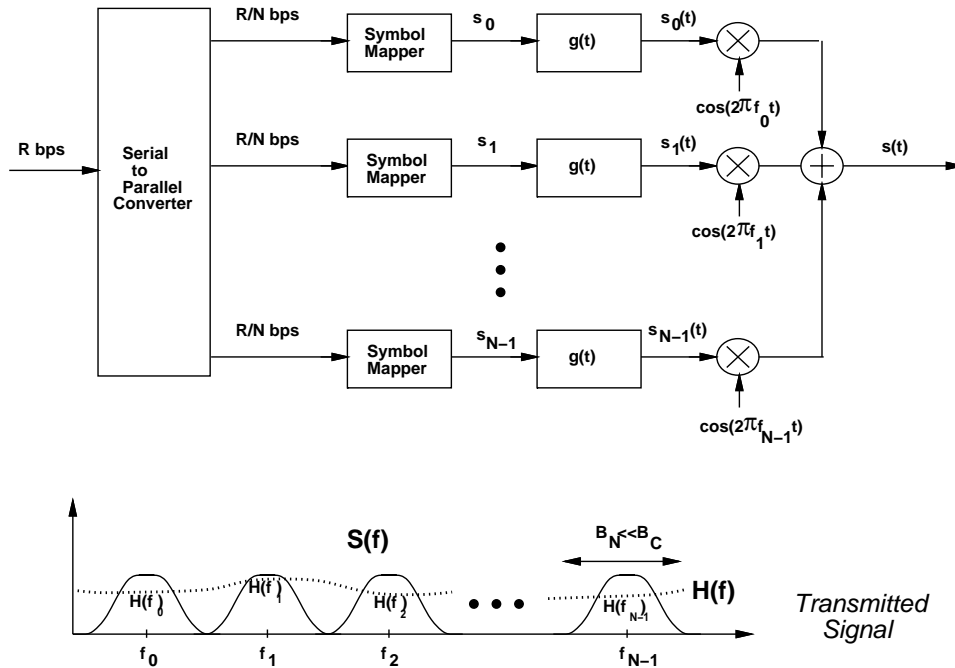 R/N bps
Symbol
Mapper
s0
g(t)
s0(t)
cos(2πf0t)
R bps
Serial
to
Parallel
Converter
R/N bps
Symbol
Mapper
s1
g(t)
s1(t)
cos(2πf1t)
s(t)
R/N bps
Symbol
Mapper
sN−1
g(t)
sN−1(t)
cos(2πfN−1t)
S(f)
BN<<BC
H(f0)
H(f1)
H(f2)
H(fN−1)
H(f)
Transmitted
Signal
f0
f1
f2
fN−1